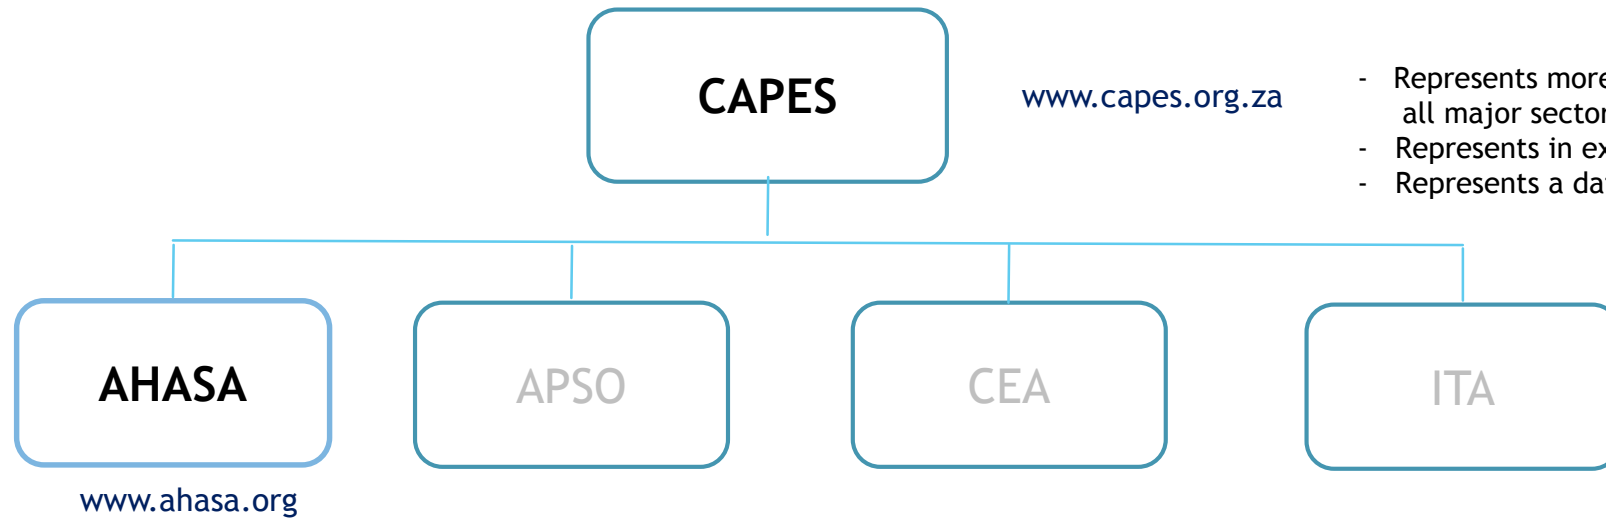 CAPES
www.capes.org.za
- Represents more
all major sector
- Represents in ex
- Represents a da
AHASA
APSO
CEA
ITA
www.ahasa.org